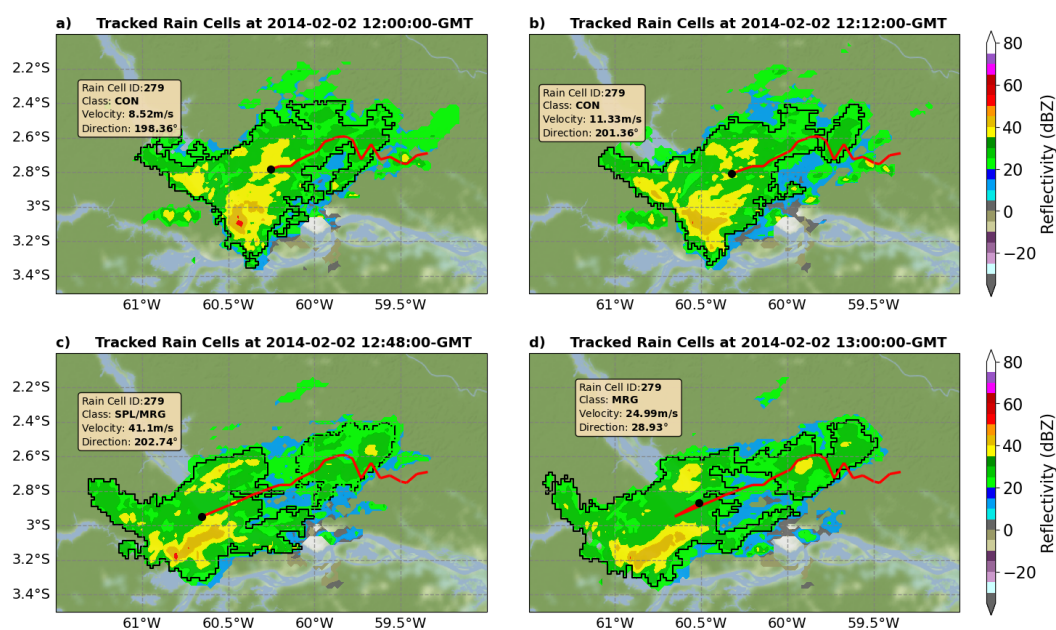 a) Tracked Rain Cells at 2014-02-02 12:00:00-GMT
2.2°S
2.4°S
2.6°S
2.8°S
3°S
3.2°S
3.4°S
Rain Cell ID:279
Class: CON
Velocity: 8.52m/s
Direction: 198.36°
61°W
60.5°W
60°W
59.5°W
b) Tracked Rain Cells at 2014-02-02 12:12:00-GMT
Rain Cell ID:279
Class: CON
Velocity: 11.33m/s
Direction: 201.36°
61°W
60.5°W
60°W
59.5°W
80
60
40
20
0
−20
Reflectivity (dBZ)
c) Tracked Rain Cells at 2014-02-02 12:48:00-GMT
2.2°S
2.4°S
2.6°S
2.8°S
3°S
3.2°S
3.4°S
Rain Cell ID:279
Class: SPL/MRG
Velocity: 41.1m/s
Direction: 202.74°
61°W
60.5°W
60°W
59.5°W
d) Tracked Rain Cells at 2014-02-02 13:00:00-GMT
Rain Cell ID:279
Class: MRG
Velocity: 24.99m/s
Direction: 28.93°
61°W
60.5°W
60°W
59.5°W
80
60
40
20
0
−20
Reflectivity (dBZ)